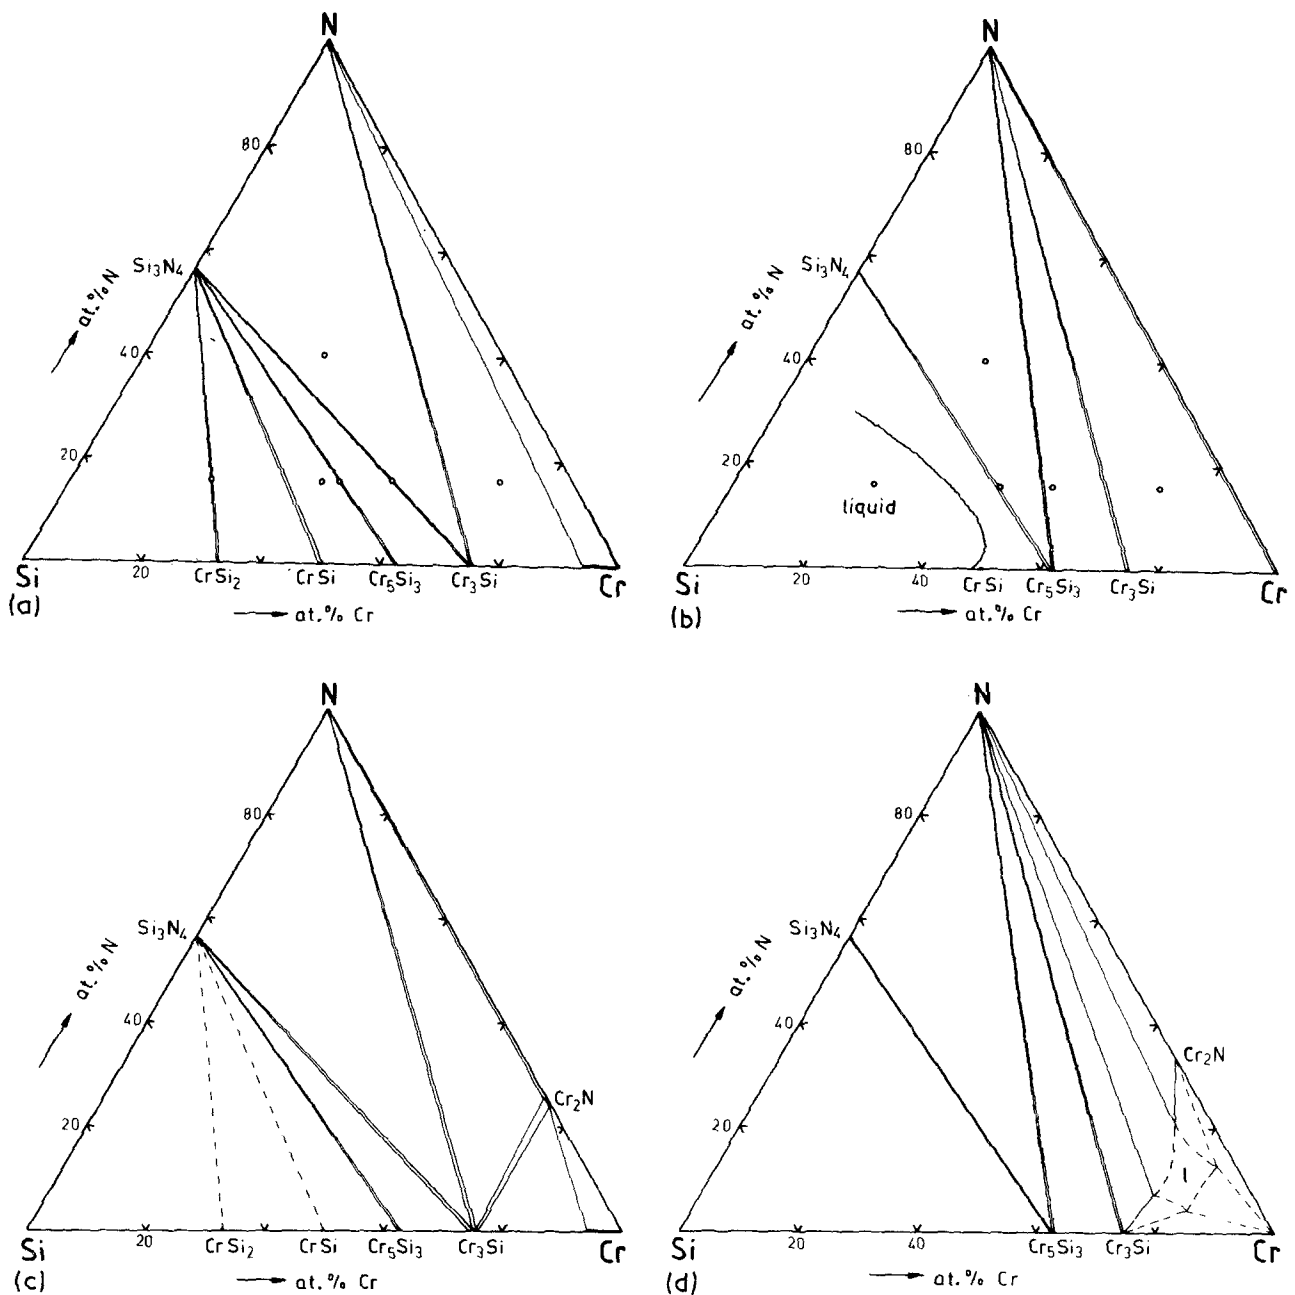 N
80
Si₃N₄
at.% N
40
20
Si
20
CrSi₂
CrSi
Cr₅Si₃
Cr₃Si
Cr
(a)
at.% Cr
N
80
Si₃N₄
at.% N
40
20
liquid
Si
20
40
CrSi
Cr₅Si₃
Cr₃Si
Cr
(b)
at.% Cr
N
80
Si₃N₄
at.% N
40
Cr₂N
20
Si
20
CrSi₂
CrSi
Cr₅Si₃
Cr₃Si
Cr
(c)
at.% Cr
N
80
Si₃N₄
at.% N
40
Cr₂N
20
l
Si
20
40
Cr₅Si₃
Cr₃Si
Cr
(d)
at.% Cr